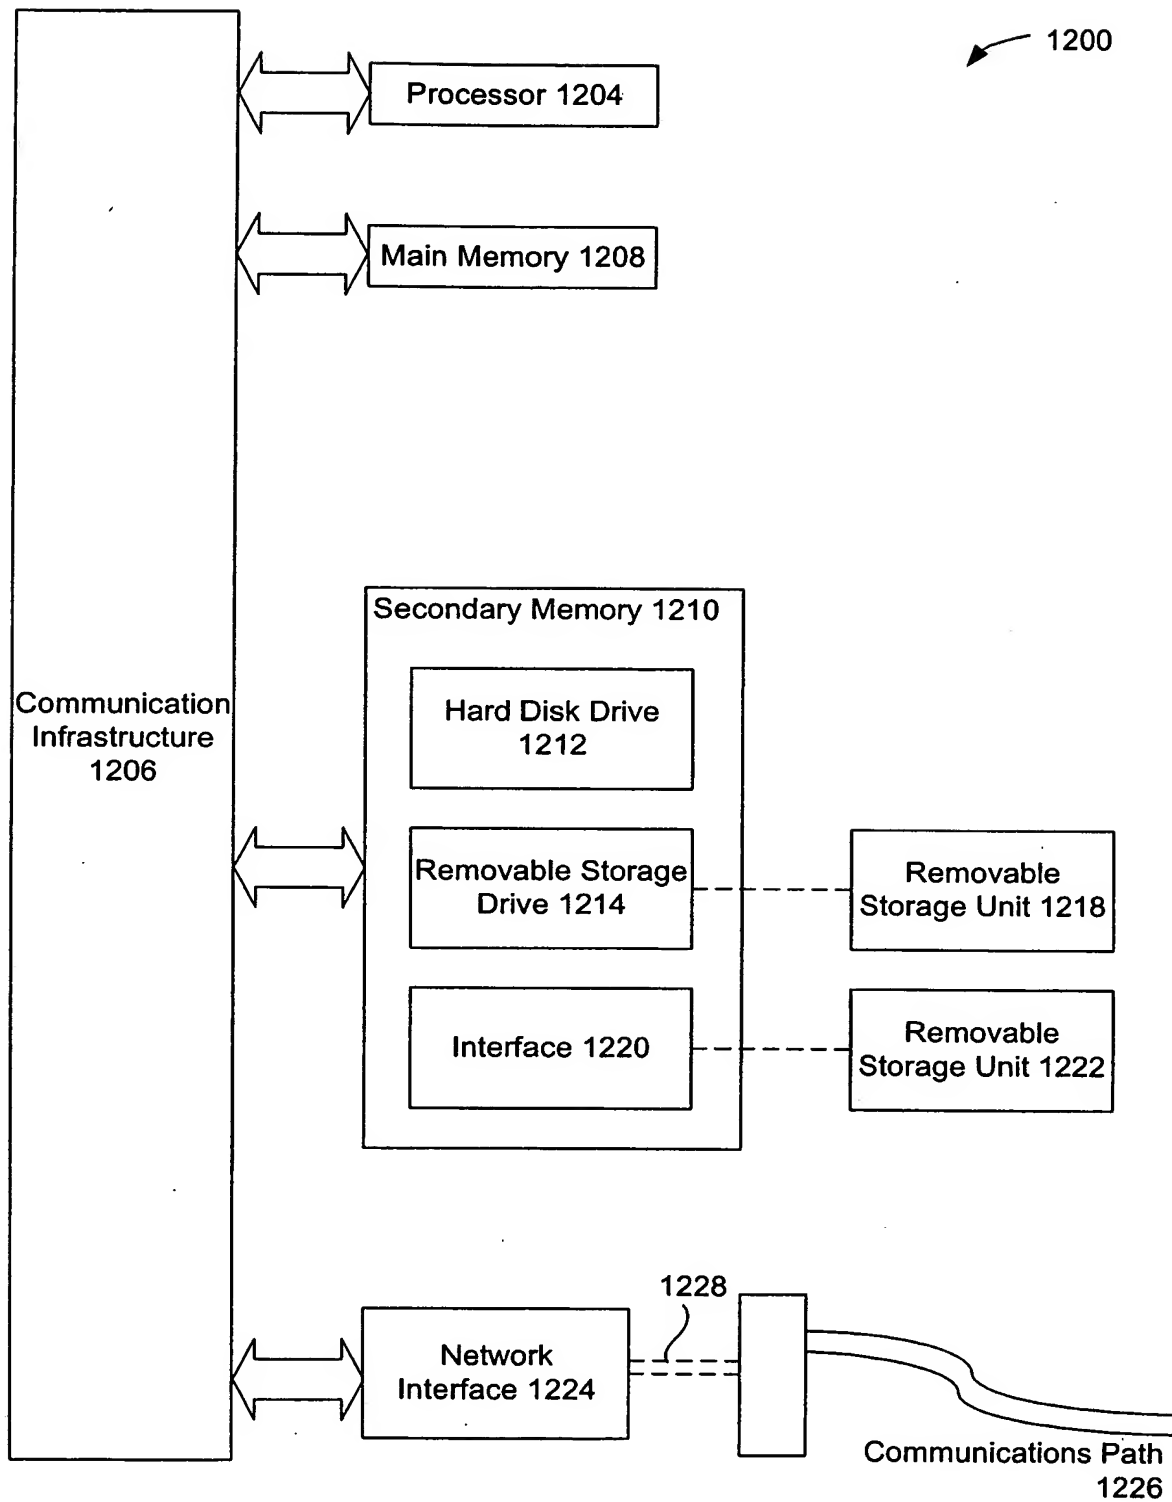 1200
Processor 1204
Main Memory 1208
Secondary Memory 1210
Hard Disk Drive
1212
Communication
Infrastructure
1206
Removable Storage
Drive 1214
Removable
Storage Unit 1218
Interface 1220
Removable
Storage Unit 1222
1228
Network
Interface 1224
Communications Path
1226